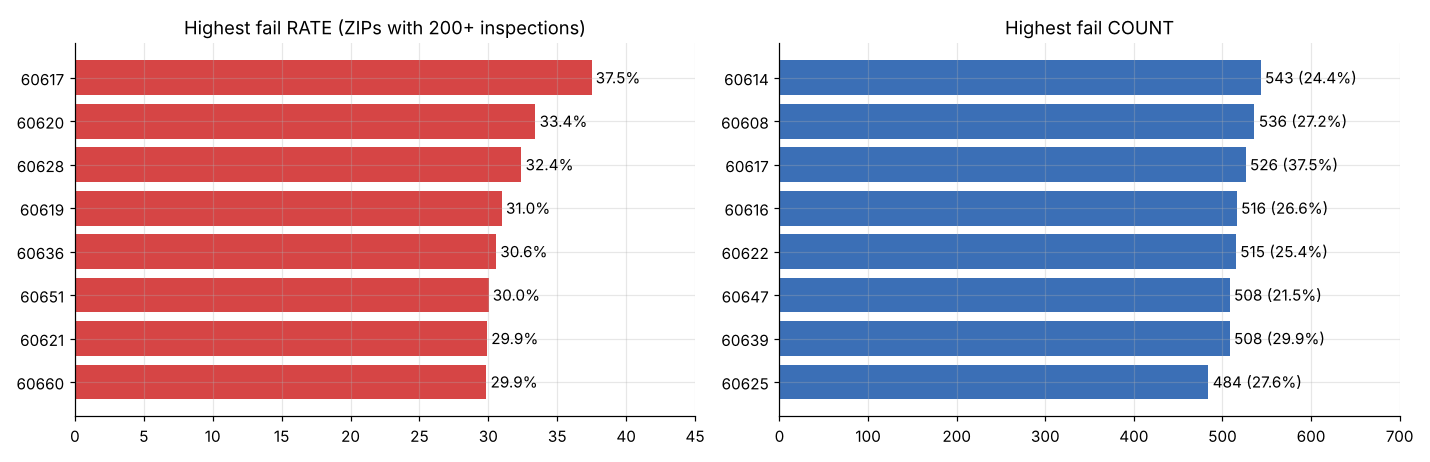 Highest fail RATE (ZIPs with 200+ inspections)
60617 37.5%
60620 33.4%
60628 32.4%
60619 31.0%
60636 30.6%
60651 30.0%
60621 29.9%
60660 29.9%
0 5 10 15 20 25 30 35 40 45
Highest fail COUNT
60614 543 (24.4%)
60608 536 (27.2%)
60617 526 (37.5%)
60616 516 (26.6%)
60622 515 (25.4%)
60647 508 (21.5%)
60639 508 (29.9%)
60625 484 (27.6%)
0 100 200 300 400 500 600 700